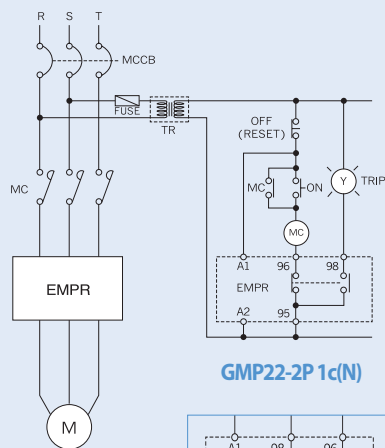 R S T
MCCB
FUSE
TR
OFF
(RESET)
MC
MC
ON
Y
TRIP
MC
A1 96 98
EMPR
EMPR
A2 95
GMP22-2P 1c(N)
M
A1 98 96